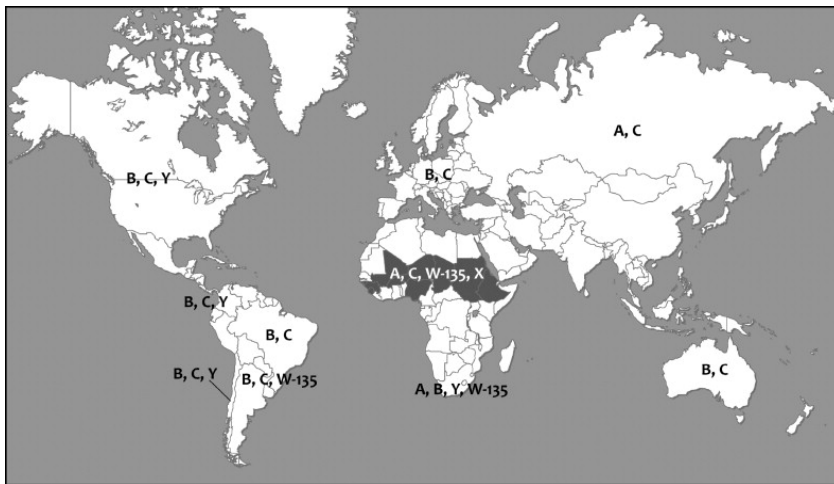 A, C
B, C
B, C, Y
A, C, W-135, X
B, C, Y
B, C
B, C
B, C, Y
B, C, W-135
A, B, Y, W-135